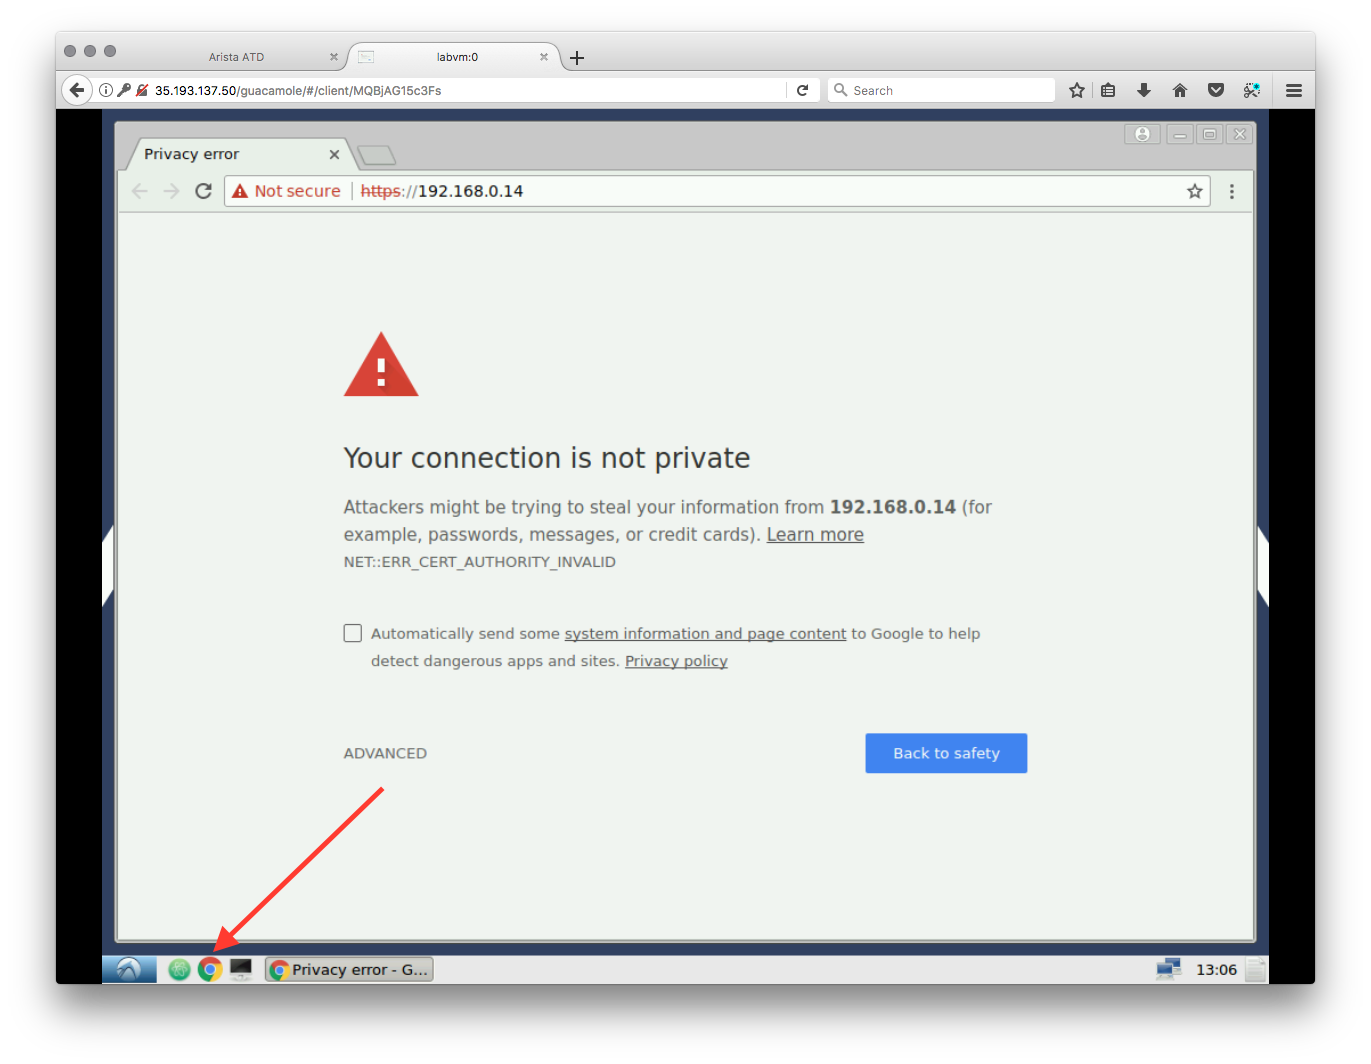 Arista ATD
labvm:0
35.193.137.50/guacamole/#/client/MQBjAG15c3Fs
Search
Privacy error
Not secure
https://192.168.0.14
Your connection is not private
Attackers might be trying to steal your information from 192.168.0.14 (for
example, passwords, messages, or credit cards). Learn more
NET::ERR_CERT_AUTHORITY_INVALID
Automatically send some system information and page content to Google to help
detect dangerous apps and sites. Privacy policy
ADVANCED
Back to safety
Privacy error - G...
13:06